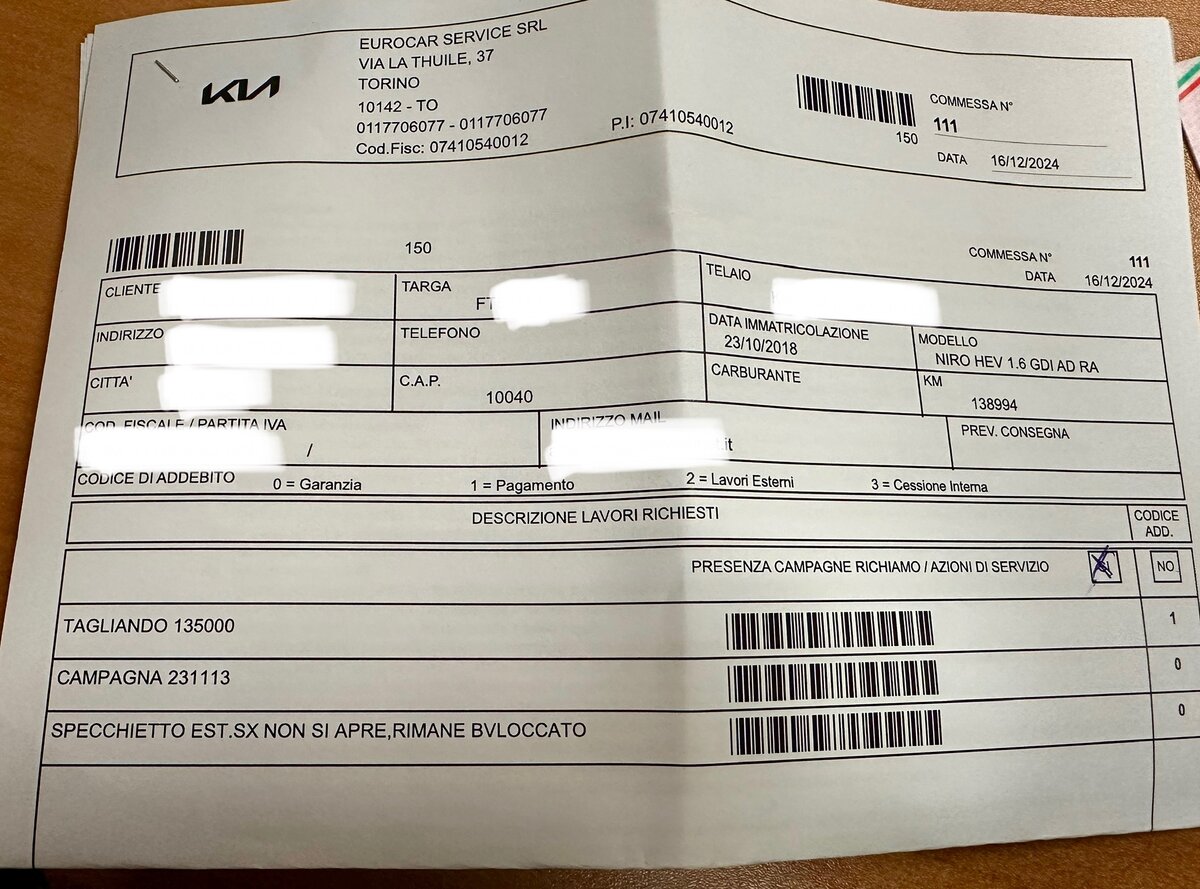 KIA
EUROCAR SERVICE SRL
VIA LA THUILE, 37
TORINO
10142 - TO
0117706077 - 0117706077
Cod.Fisc: 07410540012
P.I: 07410540012
150
COMMESSA N°
111
DATA 16/12/2024
150
COMMESSA N° 111
DATA 16/12/2024
CLIENTE
TARGA
FT
TELAIO
INDIRIZZO
TELEFONO
DATA IMMATRICOLAZIONE
23/10/2018
MODELLO
NIRO HEV 1.6 GDI AD RA
CITTA'
C.A.P.
10040
CARBURANTE
KM
138994
COD. FISCALE / PARTITA IVA
/
INDIRIZZO MAIL
.it
PREV. CONSEGNA
CODICE DI ADDEBITO 0 = Garanzia 1 = Pagamento 2 = Lavori Esterni 3 = Cessione Interna
DESCRIZIONE LAVORI RICHIESTI
CODICE
ADD.
PRESENZA CAMPAGNE RICHIAMO / AZIONI DI SERVIZIO
NO
TAGLIANDO 135000
1
CAMPAGNA 231113
0
SPECCHIETTO EST.SX NON SI APRE,RIMANE BVLOCCATO
0